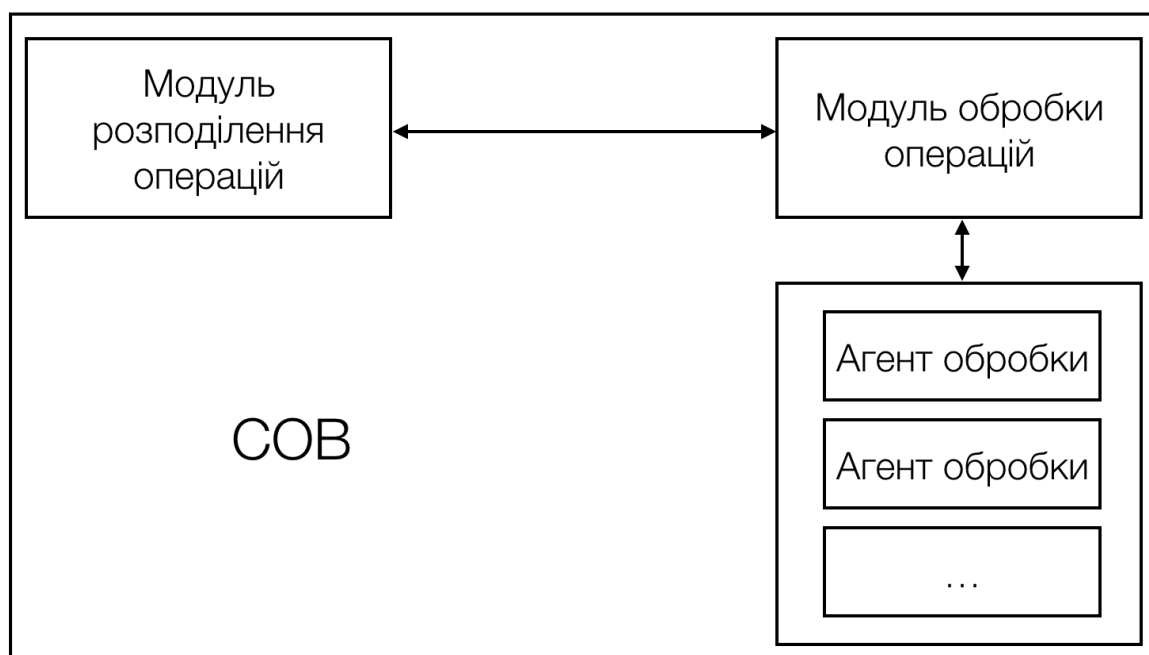 Модуль
розподілення
операцій
Модуль обробки
операцій
Агент обробки
СОВ
Агент обробки
...